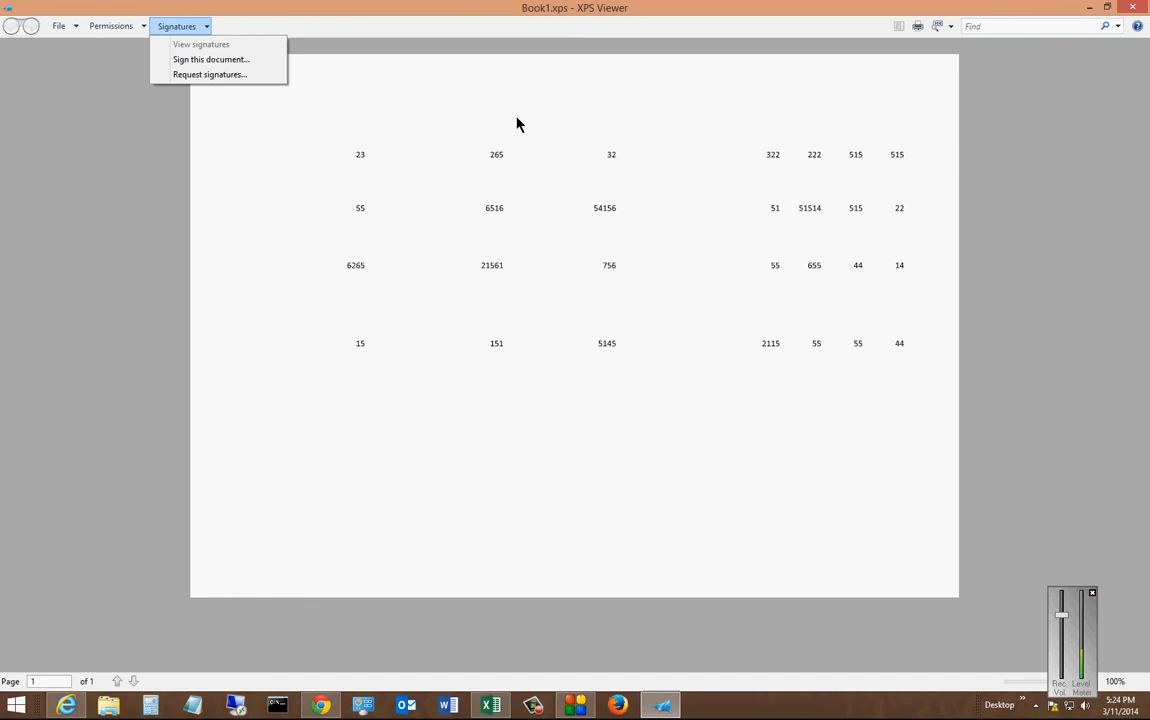 Book1.xps - XPS Viewer
File Permissions Signatures Find
View signatures
Sign this document...
Request signatures...
23 265 32 322 222 515 515
55 6516 54156 51 51514 515 22
6265 21561 756 55 655 44 14
15 151 5145 2115 55 55 44
Rec. Vol
Level Meter
Page 1 of 1 100%
Desktop
5:24 PM
3/11/2014